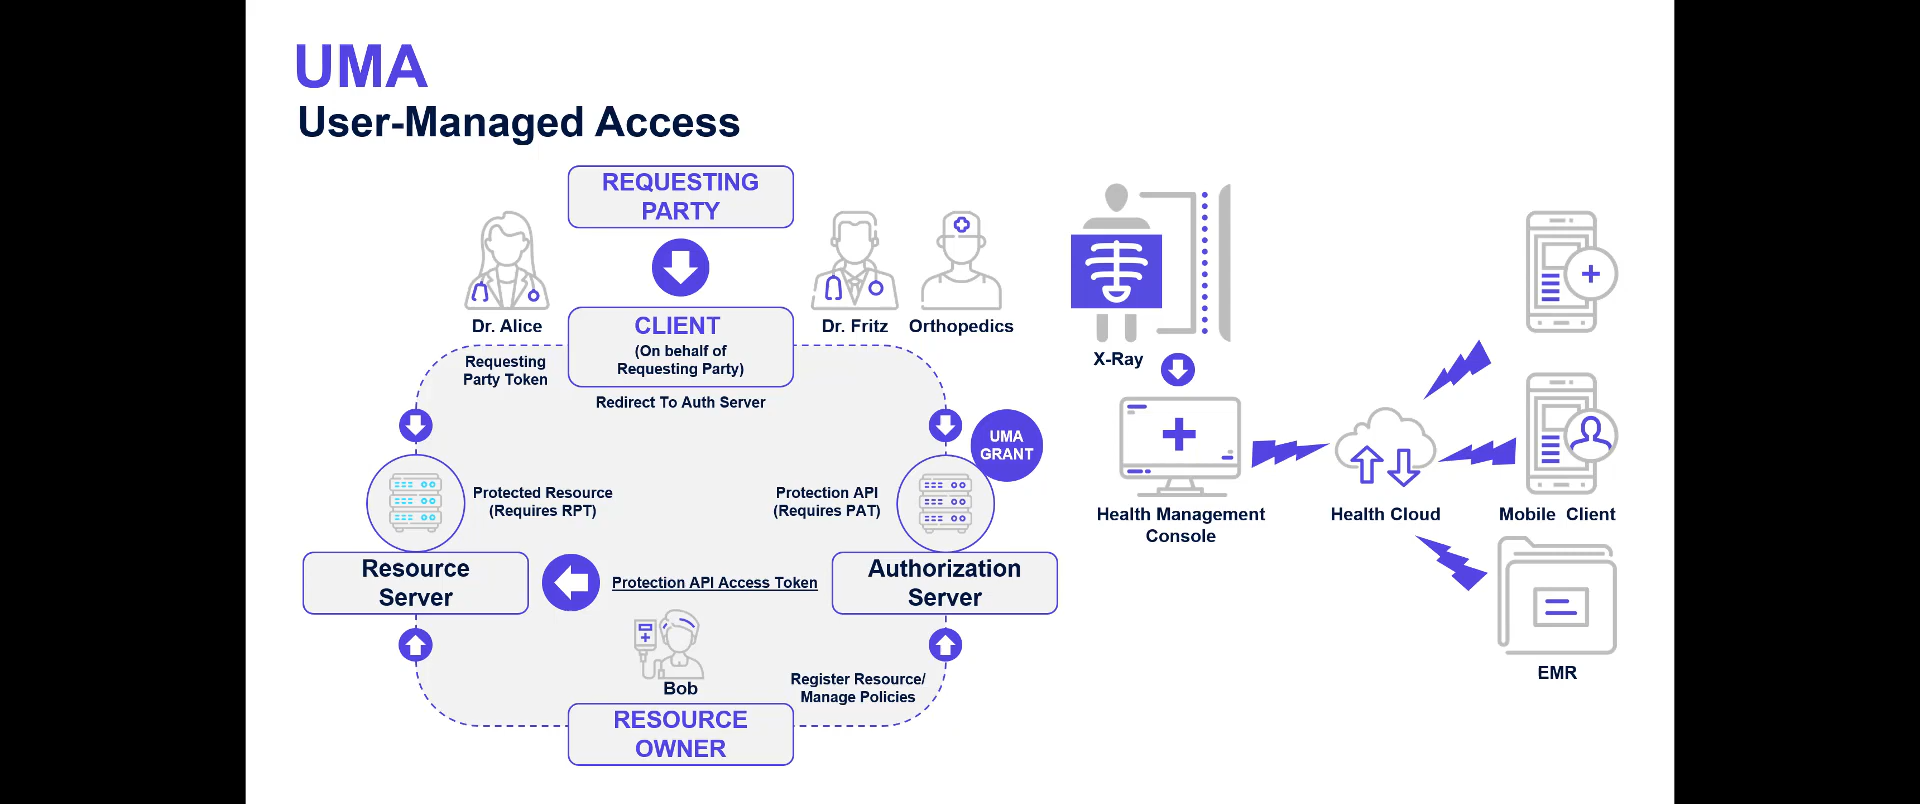 UMA
User-Managed Access
REQUESTING
PARTY
Dr. Alice
CLIENT
(On behalf of
Requesting Party)
Dr. Fritz
Orthopedics
Requesting
Party Token
Redirect To Auth Server
UMA
GRANT
Protected Resource
(Requires RPT)
Protection API
(Requires PAT)
Resource
Server
Protection API Access Token
Authorization
Server
Bob
Register Resource/
Manage Policies
RESOURCE
OWNER
X-Ray
Health Management
Console
Health Cloud
Mobile Client
EMR